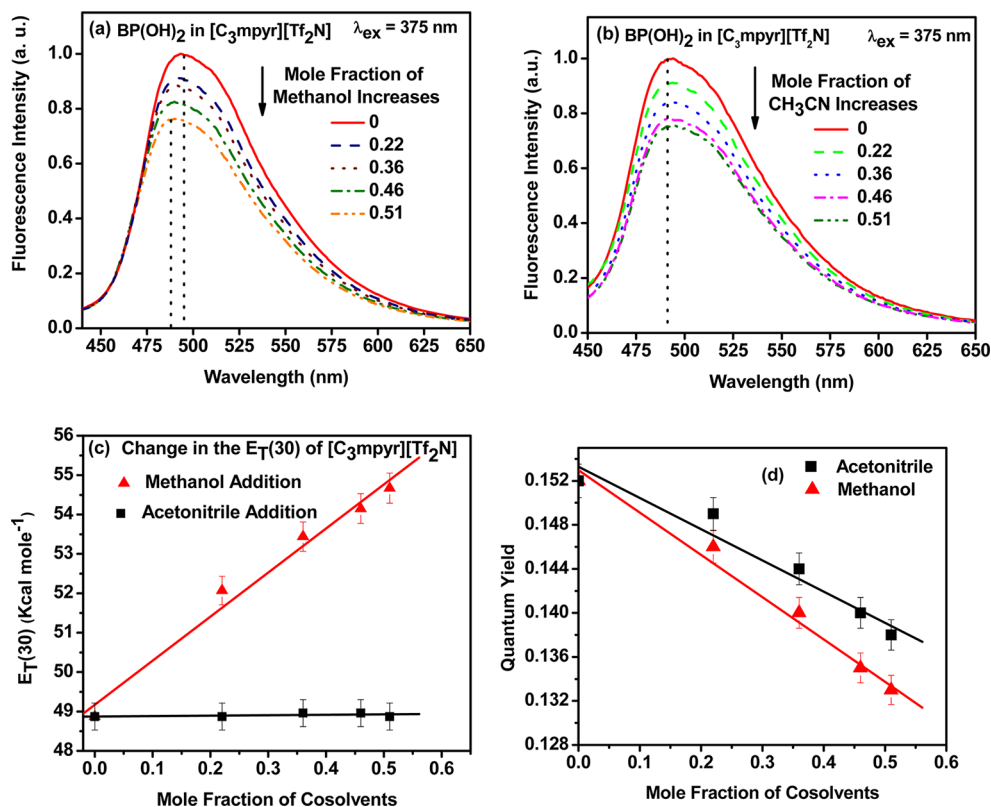 (a) BP(OH)2 in [C3mpyr][Tf2N] λex = 375 nm
Mole Fraction of
Methanol Increases
0
0.22
0.36
0.46
0.51
1.0
0.8
0.6
0.4
0.2
0.0
Fluorescence Intensity (a. u.)
450 475 500 525 550 575 600 625 650
Wavelength (nm)
(b) BP(OH)2 in [C3mpyr][Tf2N] λex = 375 nm
Mole Fraction of
CH3CN Increases
0
0.22
0.36
0.46
0.51
1.0
0.8
0.6
0.4
0.2
0.0
Fluorescence Intensity (a.u.)
450 475 500 525 550 575 600 625 650
Wavelength (nm)
(c) Change in the ET(30) of [C3mpyr][Tf2N]
Methanol Addition
Acetonitrile Addition
56
55
54
53
52
51
50
49
48
ET(30) (Kcal mole-1)
0.0 0.1 0.2 0.3 0.4 0.5 0.6
Mole Fraction of Cosolvents
(d)
Acetonitrile
Methanol
0.152
0.148
0.144
0.140
0.136
0.132
0.128
Quantum Yield
0.0 0.1 0.2 0.3 0.4 0.5 0.6
Mole Fraction of Cosolvents